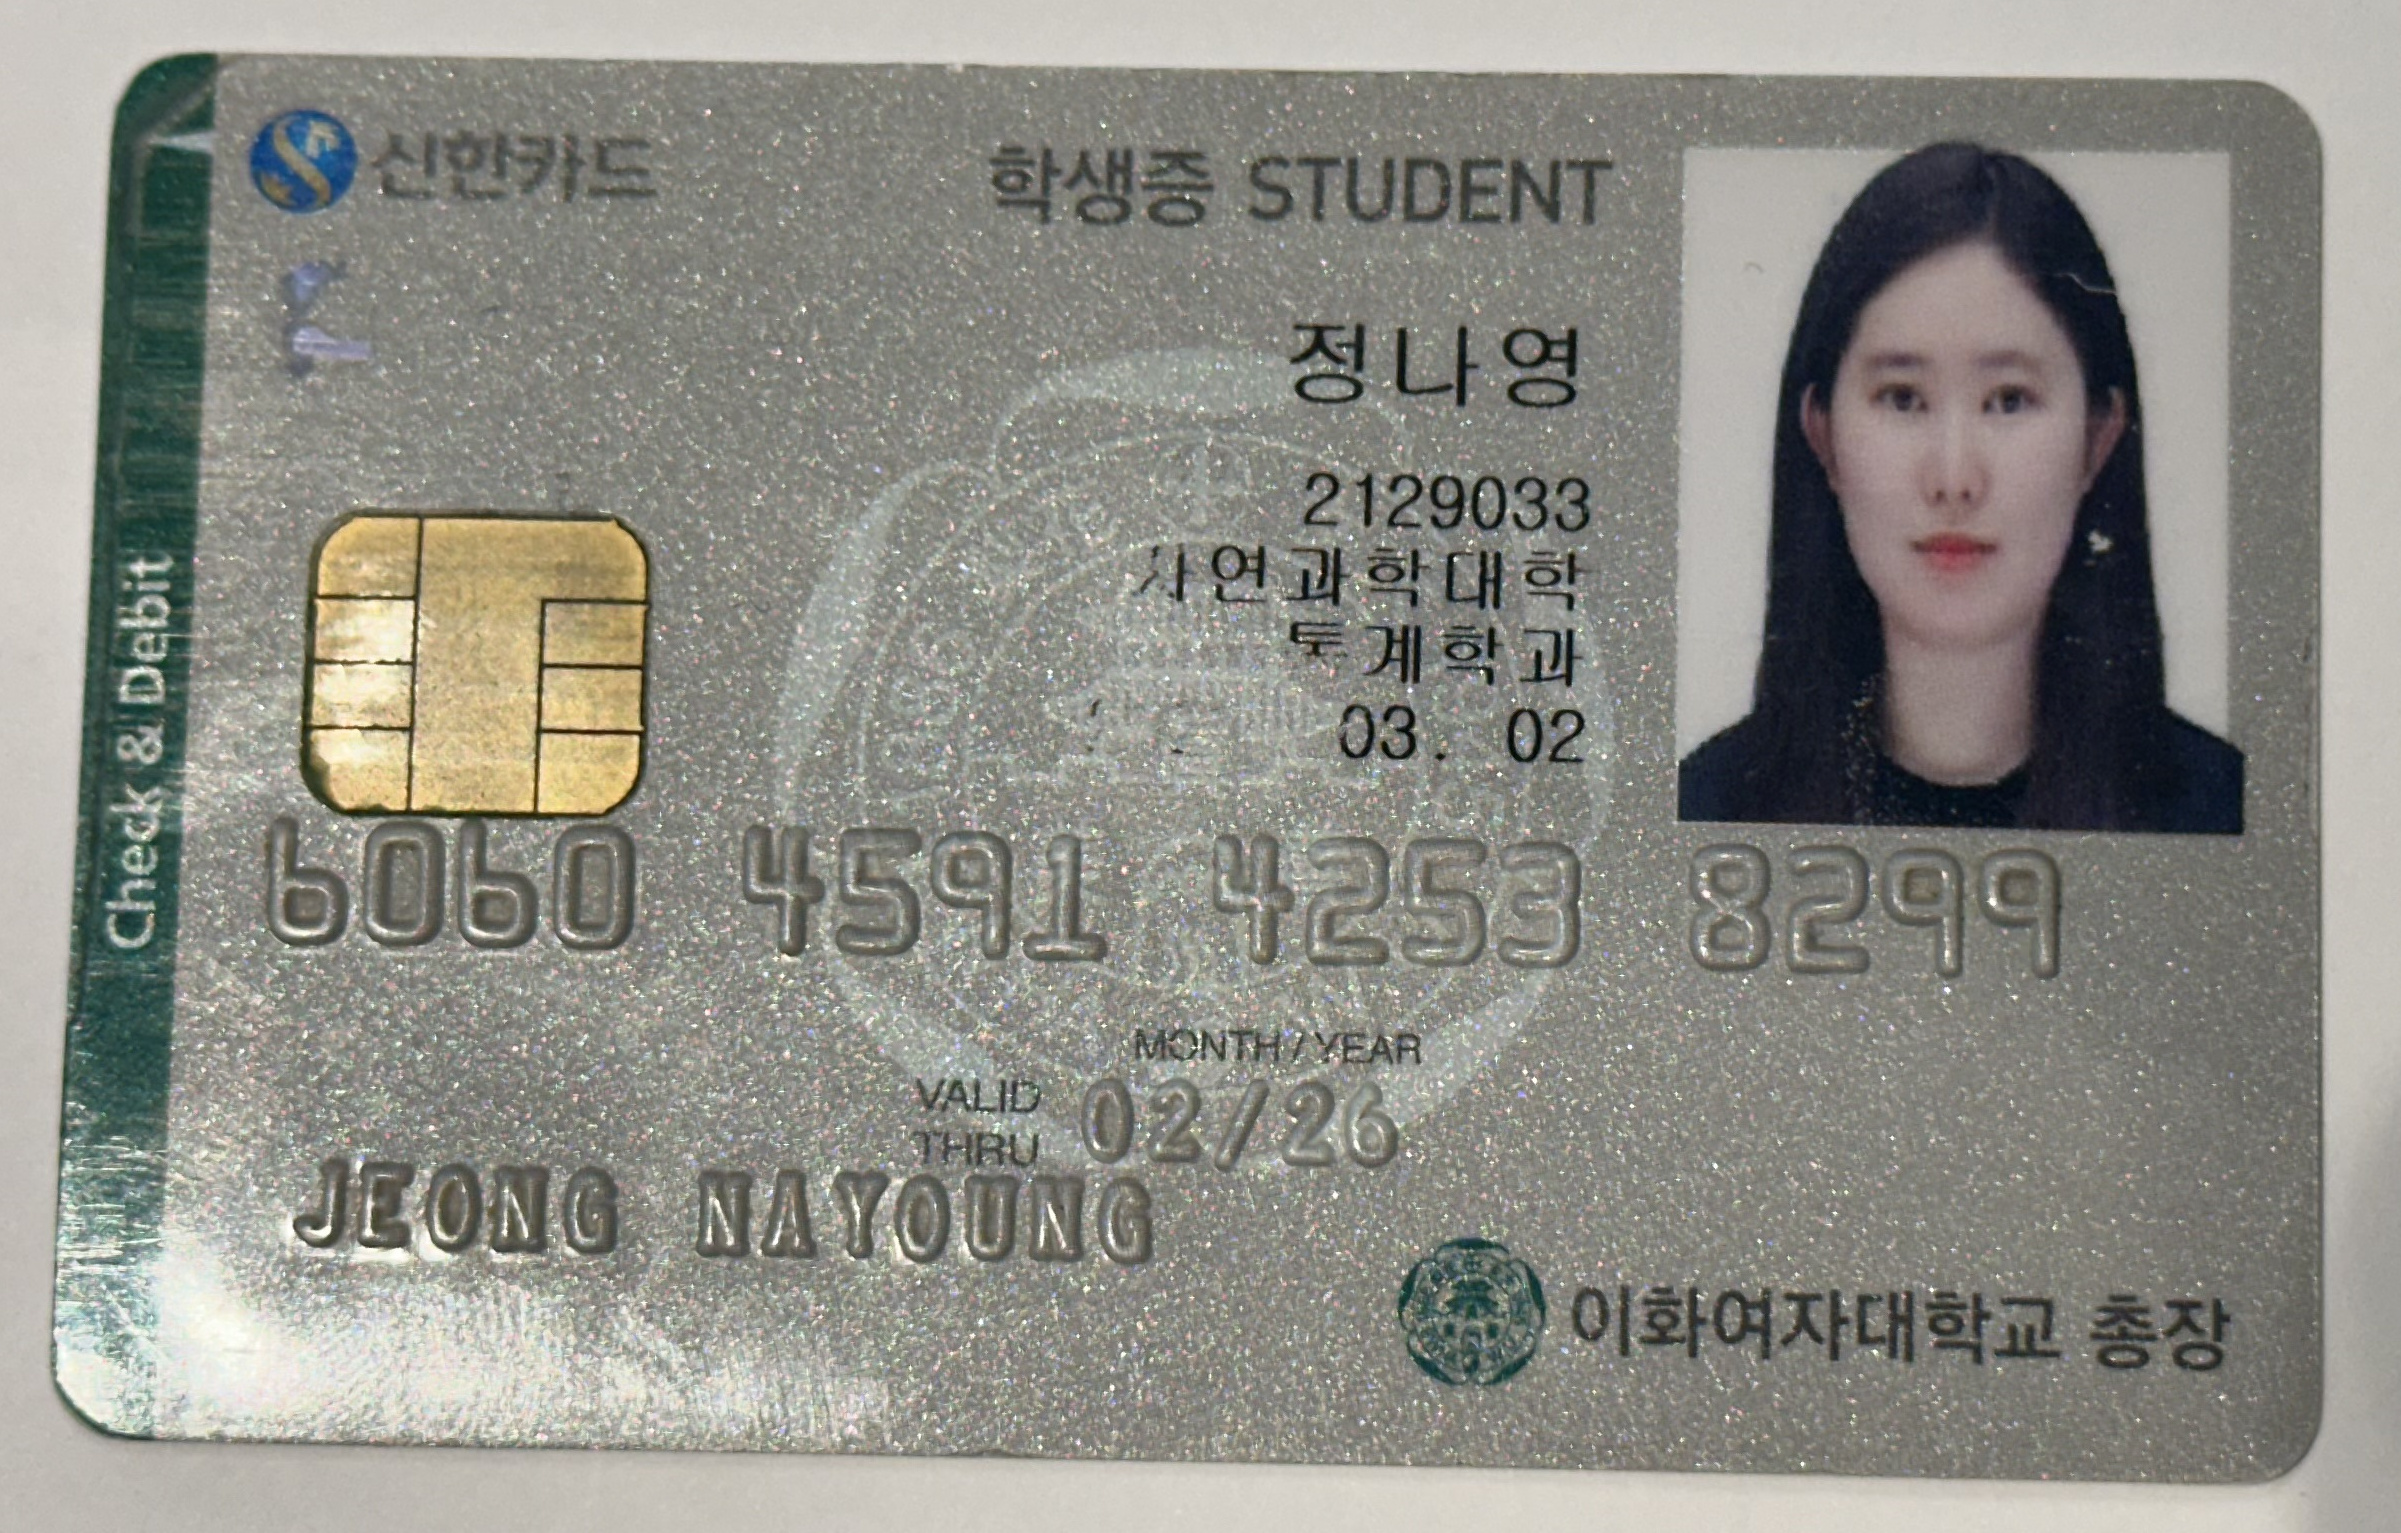 신한카드
학생증 STUDENT
정나영
2129033
자연과학대학
통계학과
03. 02
Check & Debit
6060 4591 4253 8299
MONTH / YEAR
VALID THRU 02/26
JEONG NAYOUNG
이화여자대학교 총장